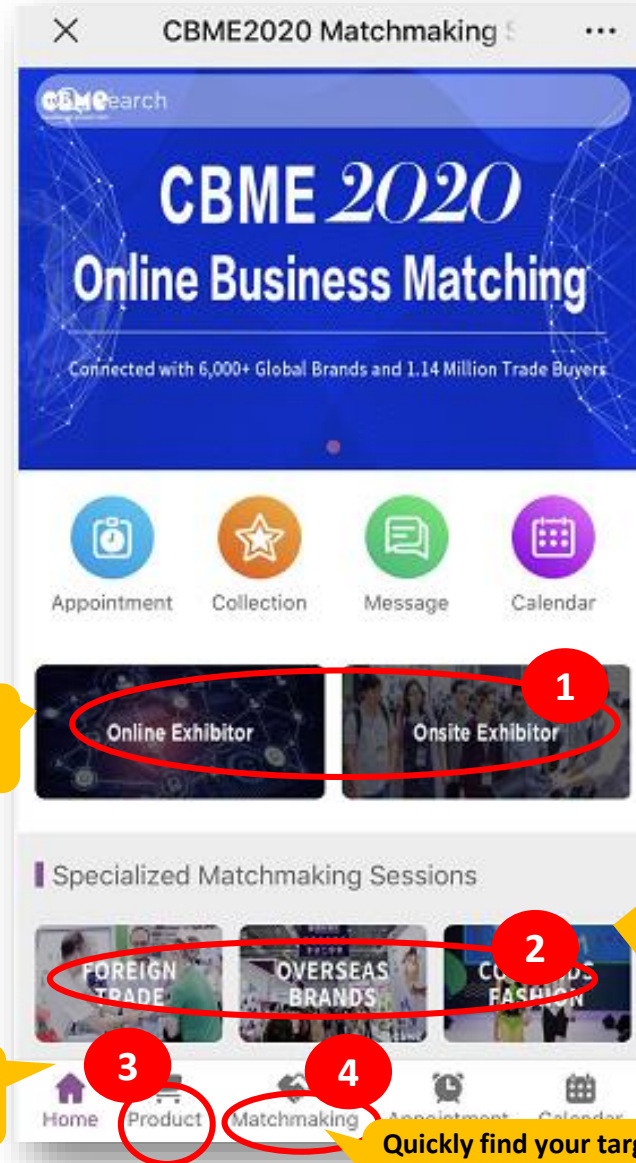 CBME2020 Matchmaking
CBME
earch
CBME 2020
Online Business Matching
Connected with 6,000+ Global Brands and 1.14 Million Trade Buyers
Appointment Collection Message Calendar
1
Online Exhibitor Onsite Exhibitor
Specialized Matchmaking Sessions
2
FOREIGN TRADE
OVERSEAS BRANDS
FASHION
3
4
Home Product Matchmaking Appointment Calendar
Quickly find your targ